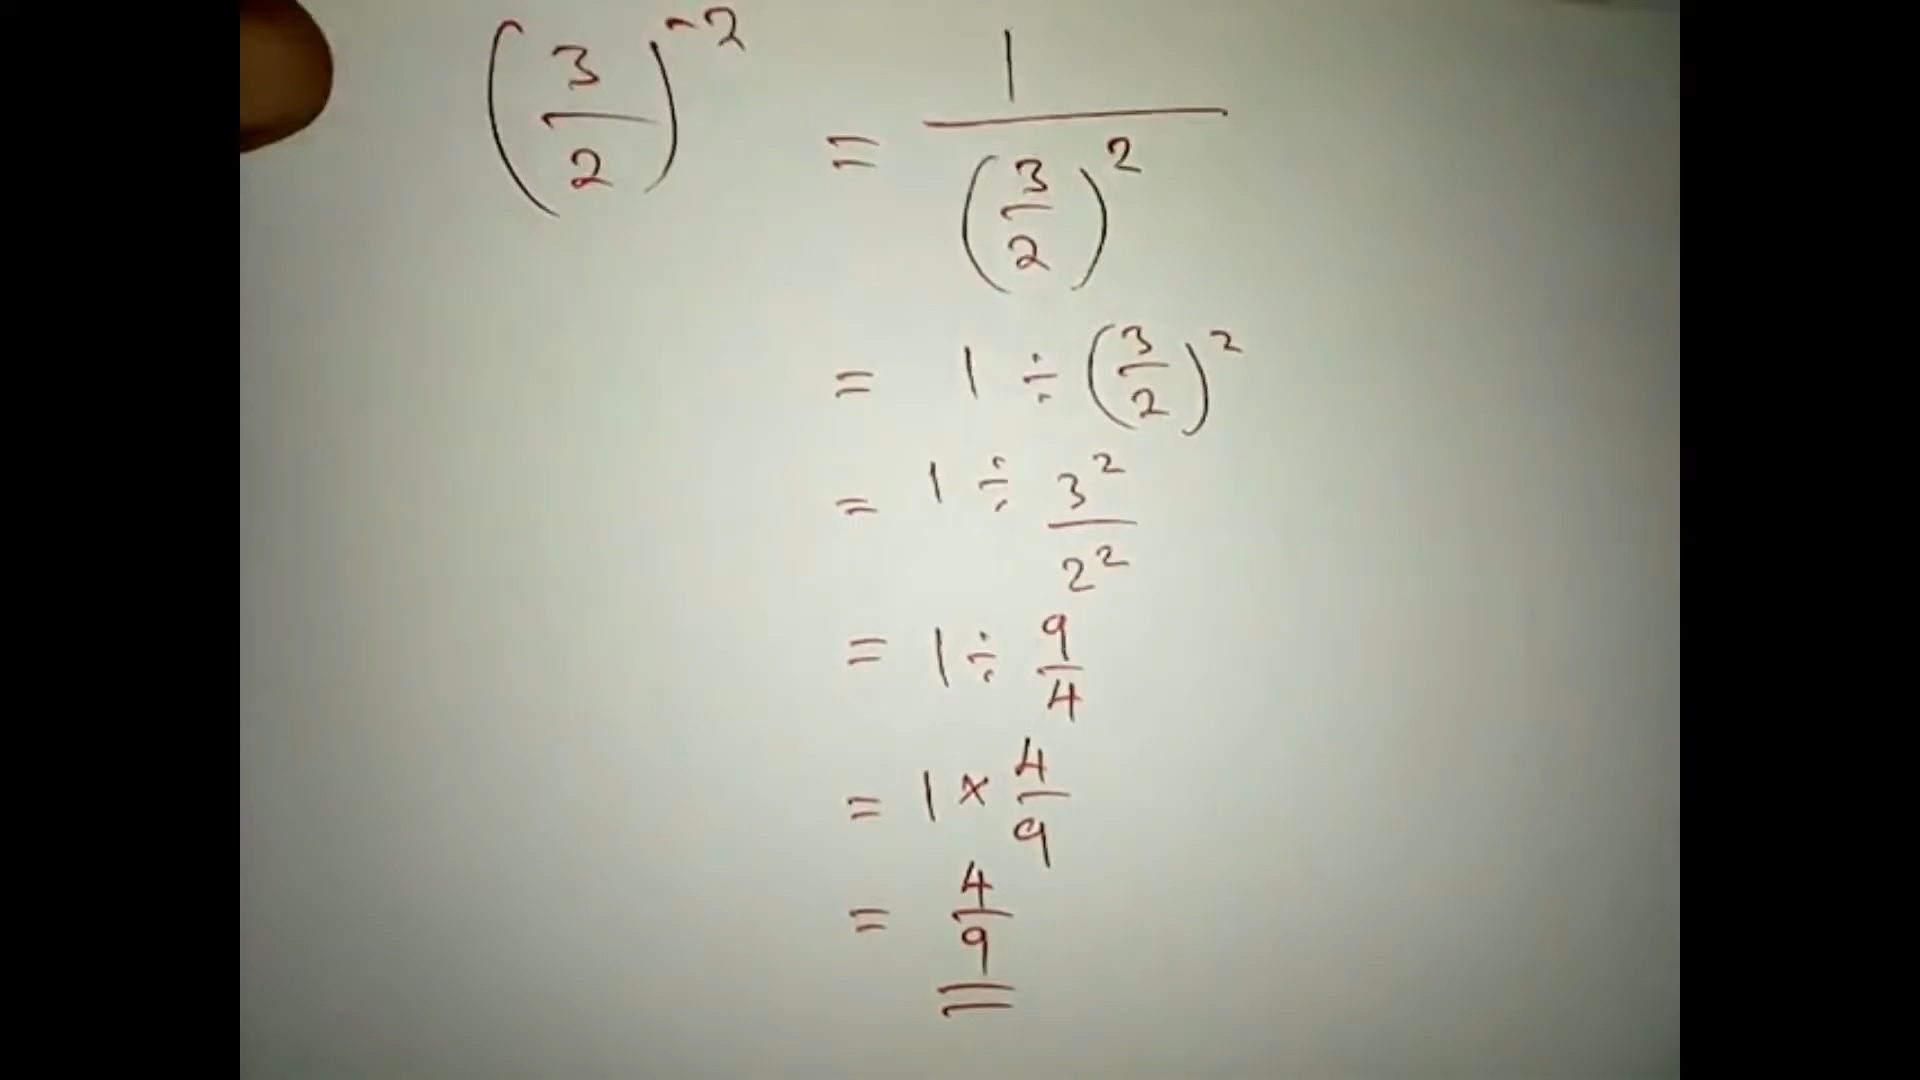 (3/2)^-2 = 1/(3/2)^2
= 1 ÷ (3/2)^2
= 1 ÷ 3^2/2^2
= 1 ÷ 9/4
= 1 × 4/9
= 4/9